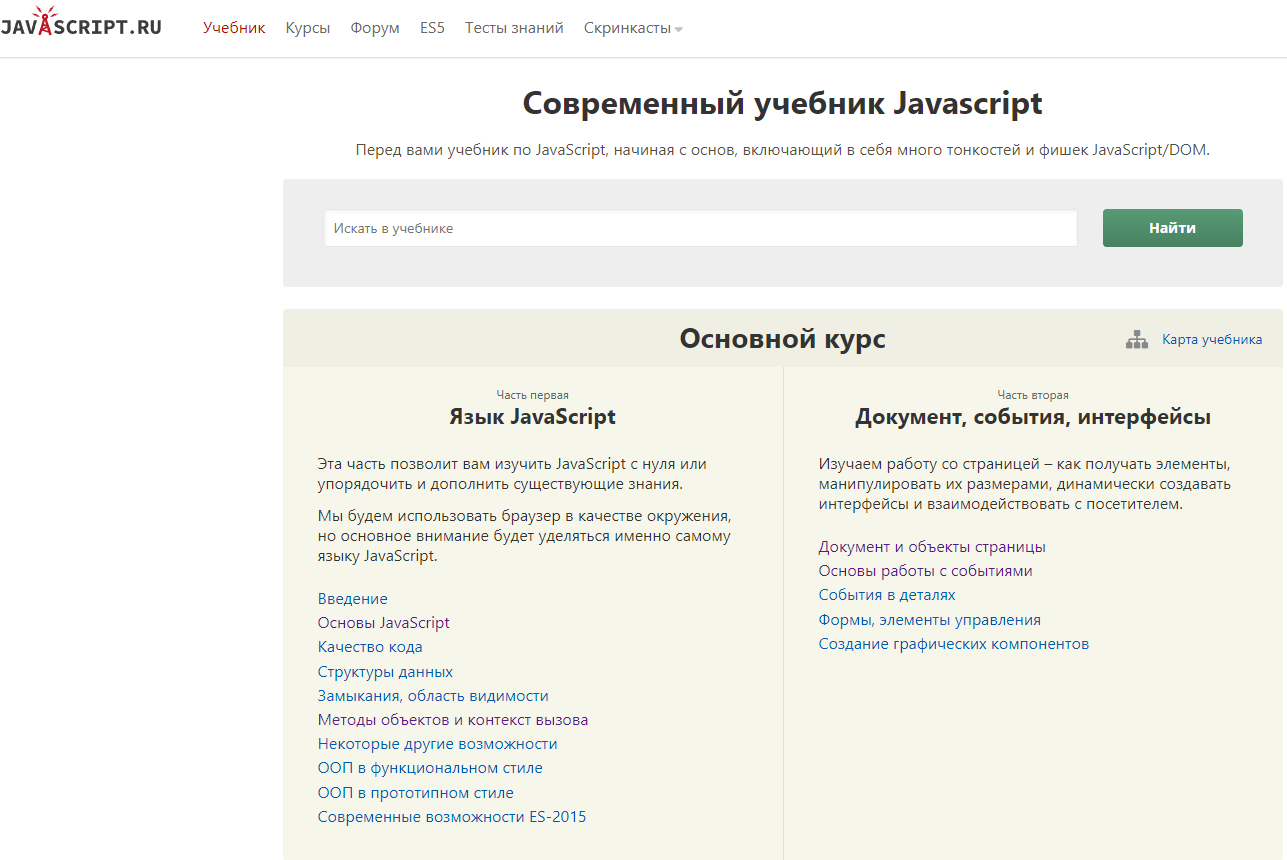 JAVASCRIPT.RU
Учебник Курсы Форум ES5 Тесты знаний Скринкасты
Современный учебник Javascript
Перед вами учебник по JavaScript, начиная с основ, включающий в себя много тонкостей и фишек JavaScript/DOM.
Искать в учебнике
Найти
Основной курс
Карта учебника
Часть первая
Язык JavaScript
Эта часть позволит вам изучить JavaScript с нуля или
упорядочить и дополнить существующие знания.
Мы будем использовать браузер в качестве окружения,
но основное внимание будет уделяться именно самому
языку JavaScript.
Введение
Основы JavaScript
Качество кода
Структуры данных
Замыкания, область видимости
Методы объектов и контекст вызова
Некоторые другие возможности
ООП в функциональном стиле
ООП в прототипном стиле
Современные возможности ES-2015
Часть вторая
Документ, события, интерфейсы
Изучаем работу со страницей – как получать элементы,
манипулировать их размерами, динамически создавать
интерфейсы и взаимодействовать с посетителем.
Документ и объекты страницы
Основы работы с событиями
События в деталях
Формы, элементы управления
Создание графических компонентов